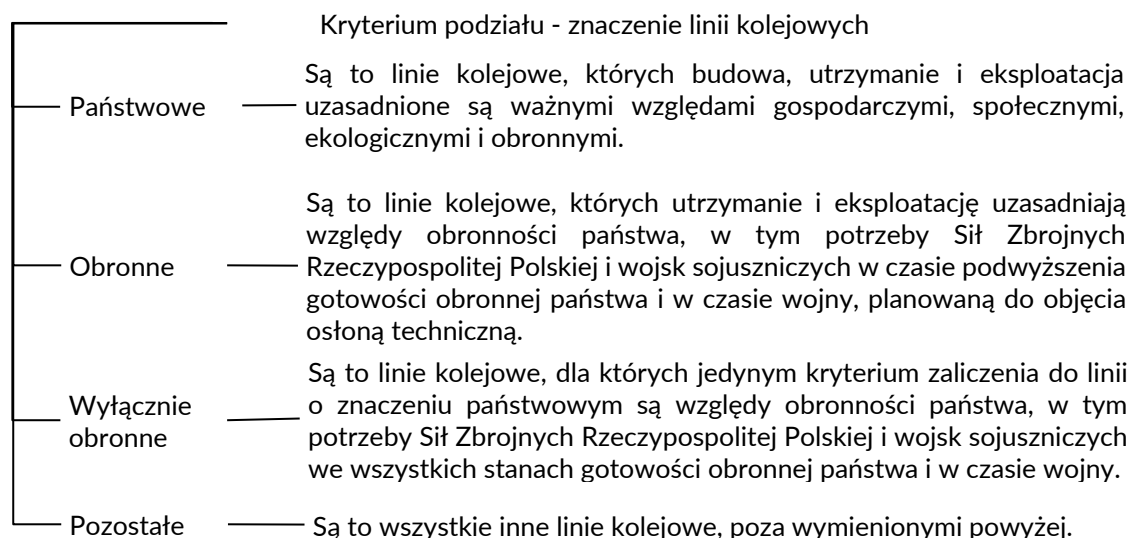 Kryterium podziału - znaczenie linii kolejowych
Państwowe
Są to linie kolejowe, których budowa, utrzymanie i eksploatacja
uzasadnione są ważnymi względami gospodarczymi, społecznymi,
ekologicznymi i obronnymi.
Obronne
Są to linie kolejowe, których utrzymanie i eksploatację uzasadniają
względy obronności państwa, w tym potrzeby Sił Zbrojnych
Rzeczypospolitej Polskiej i wojsk sojuszniczych w czasie podwyższenia
gotowości obronnej państwa i w czasie wojny, planowaną do objęcia
osłoną techniczną.
Wyłącznie
obronne
Są to linie kolejowe, dla których jedynym kryterium zaliczenia do linii
o znaczeniu państwowym są względy obronności państwa, w tym
potrzeby Sił Zbrojnych Rzeczypospolitej Polskiej i wojsk sojuszniczych
we wszystkich stanach gotowości obronnej państwa i w czasie wojny.
Pozostałe
Są to wszystkie inne linie kolejowe, poza wymienionymi powyżej.